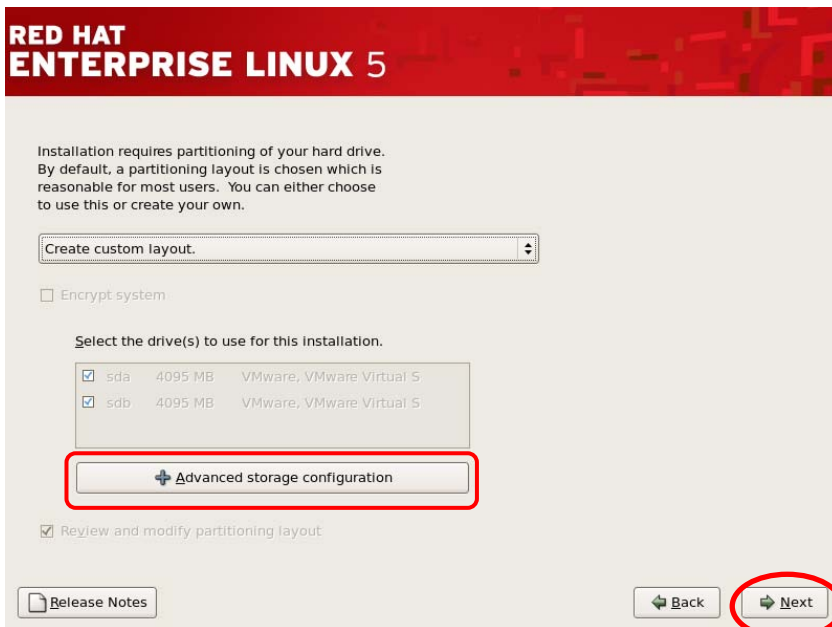 RED HAT
ENTERPRISE LINUX 5
Installation requires partitioning of your hard drive.
By default, a partitioning layout is chosen which is
reasonable for most users. You can either choose
to use this or create your own.
Create custom layout.
Encrypt system
Select the drive(s) to use for this installation.
sda 4095 MB VMware, VMware Virtual S
sdb 4095 MB VMware, VMware Virtual S
Advanced storage configuration
Review and modify partitioning layout
Release Notes
Back
Next